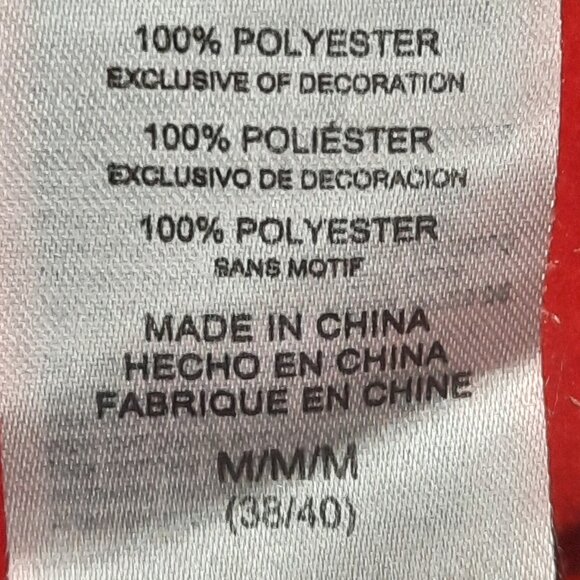 100% POLYESTER
EXCLUSIVE OF DECORATION
100% POLIÉSTER
EXCLUSIVO DE DECORACION
100% POLYESTER
SANS MOTIF
MADE IN CHINA
HECHO EN CHINA
FABRIQUE EN CHINE
M/M/M
(38/40)